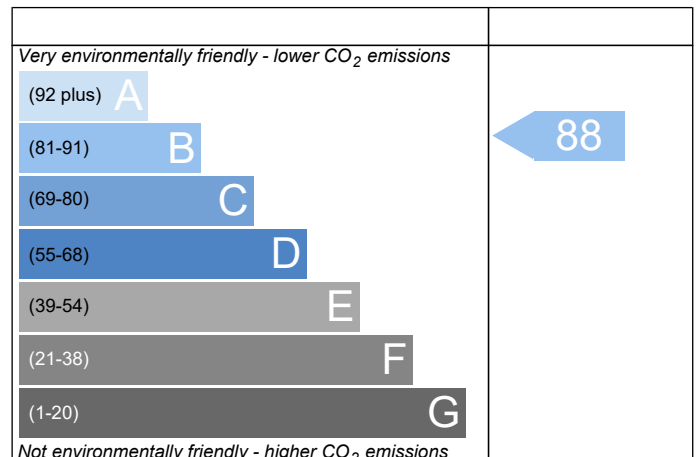 Very environmentally friendly - lower CO₂ emissions
(92 plus) A
(81-91) B
88
(69-80) C
(55-68) D
(39-54) E
(21-38) F
(1-20) G
Not environmentally friendly - higher CO₂ emissions